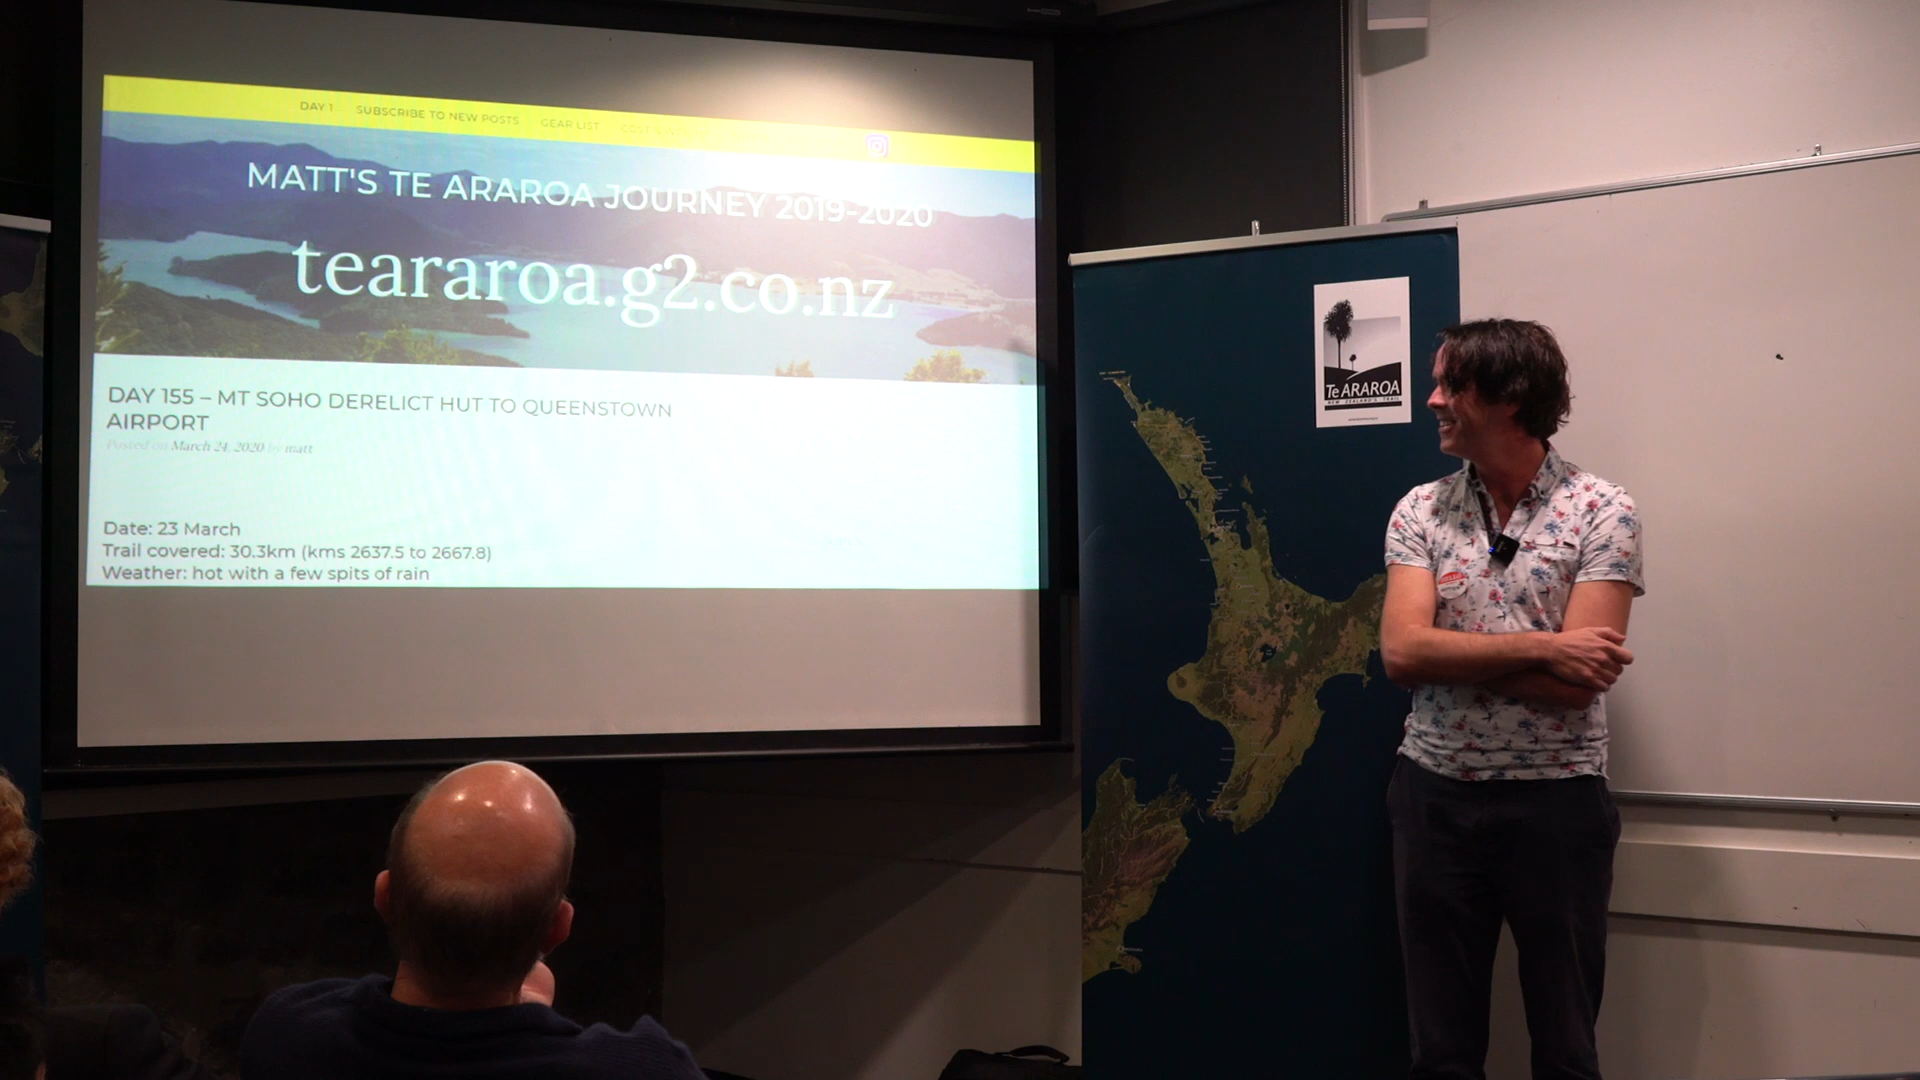 DAY 1 SUBSCRIBE TO NEW POSTS GEAR LIST
MATT'S TE ARAROA JOURNEY 2019-2020
teararoa.g2.co.nz
DAY 155 – MT SOHO DERELICT HUT TO QUEENSTOWN
AIRPORT
Posted on March 24, 2020 by matt
Date: 23 March
Trail covered: 30.3km (kms 2637.5 to 2667.8)
Weather: hot with a few spits of rain
Te ARAROA
NEW ZEALAND'S TRAIL